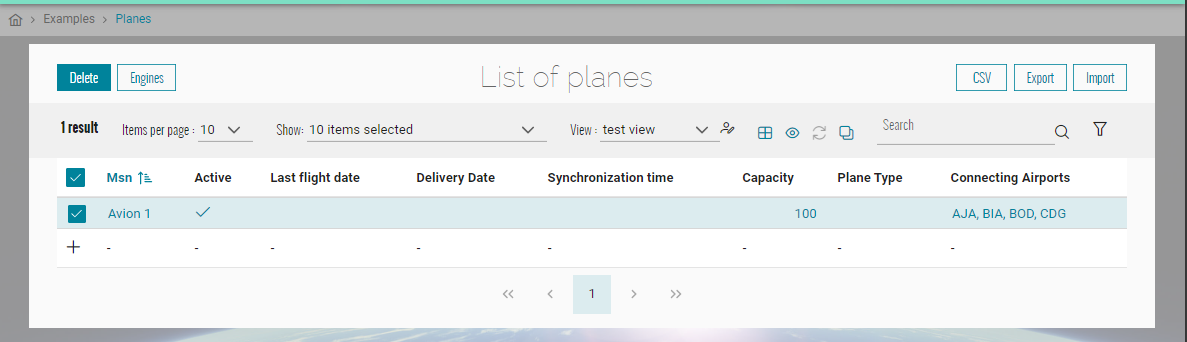 Examples > Planes
Delete Engines List of planes CSV Export Import
1 result Items per page : 10 Show: 10 items selected View : test view Search
Msn Active Last flight date Delivery Date Synchronization time Capacity Plane Type Connecting Airports
Avion 1 100 AJA, BIA, BOD, CDG
+ - - - - - - - -
<< < 1 > >>